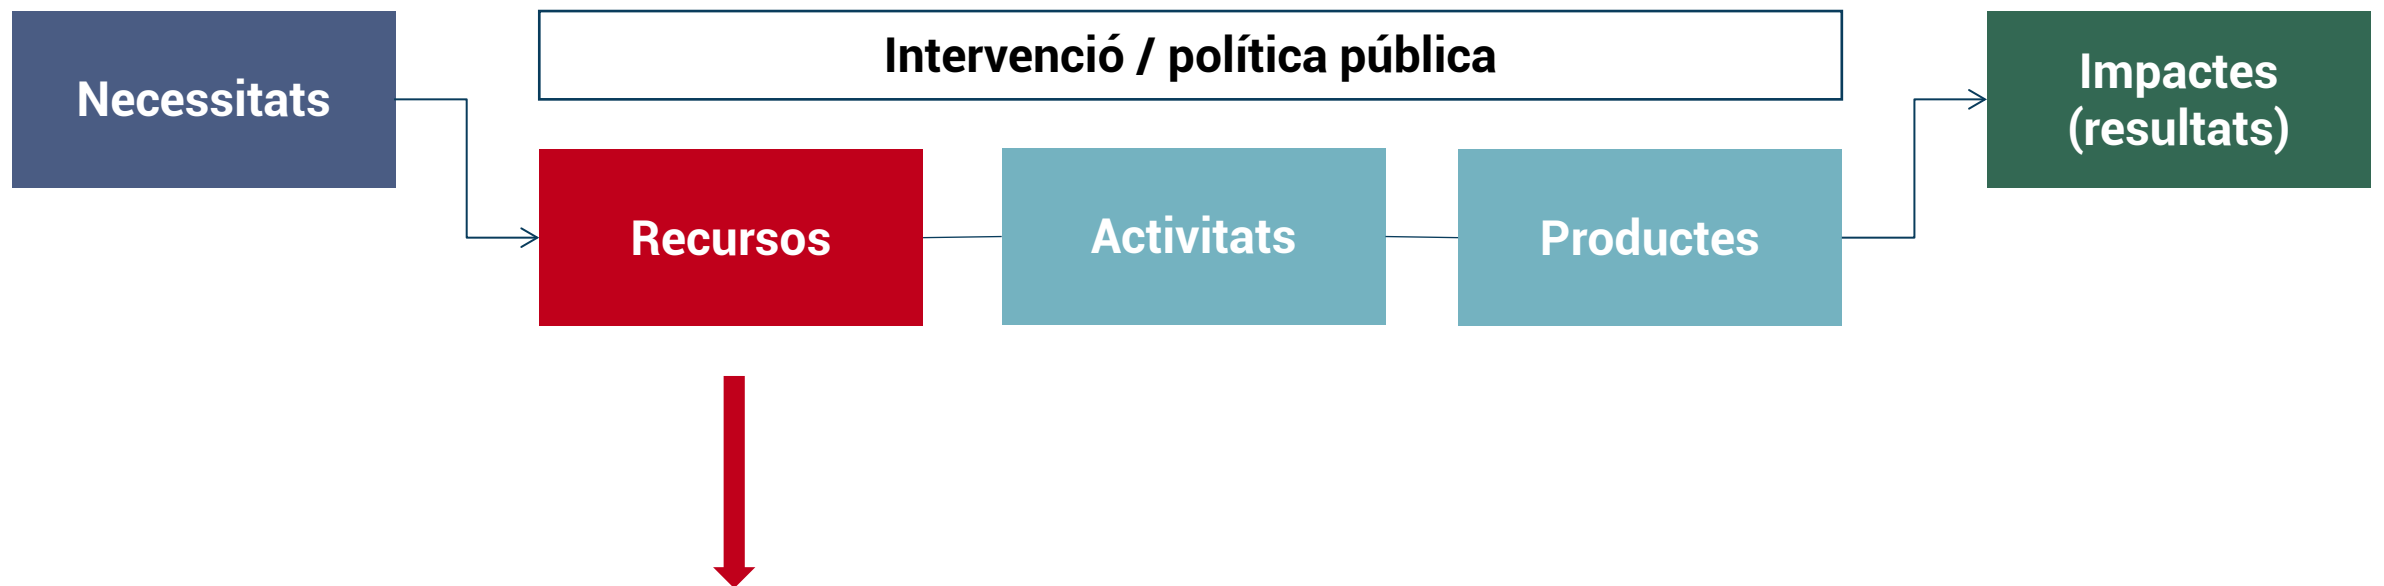 Necessitats
Intervenció / política pública
Impactes
(resultats)
Recursos
Activitats
Productes